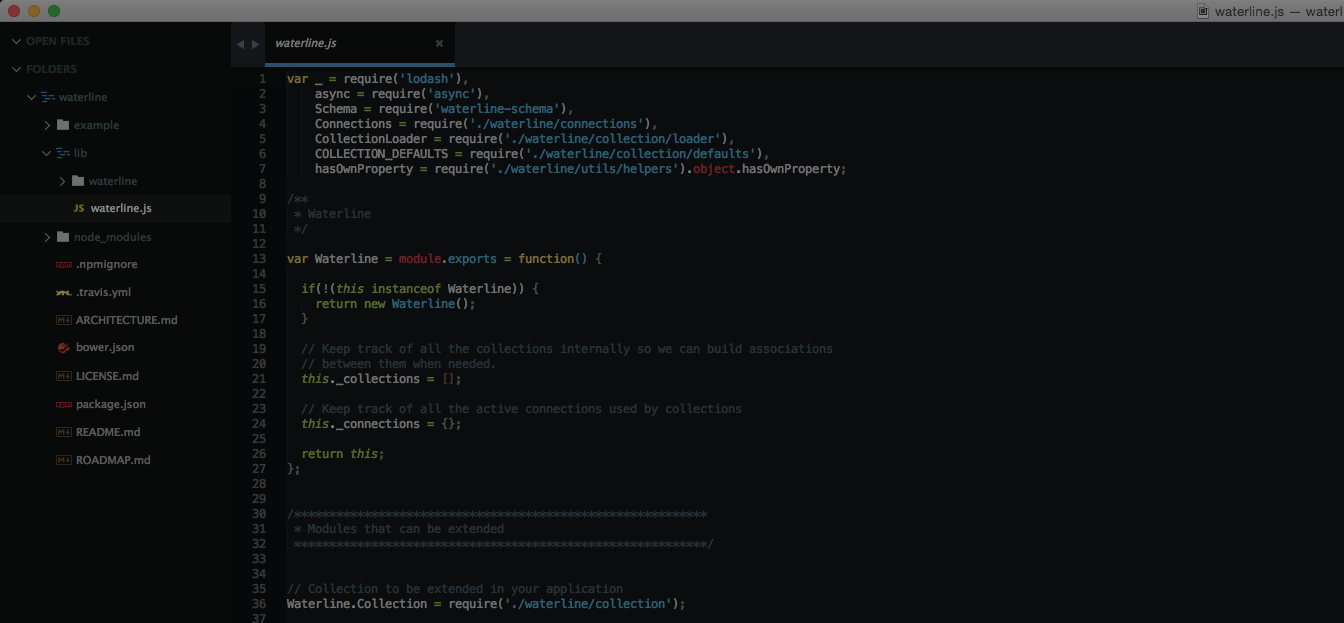 waterline.js — waterl
OPEN FILES
FOLDERS
waterline
example
lib
waterline
JS waterline.js
node_modules
npm .npmignore
YML .travis.yml
M↓ ARCHITECTURE.md
bower.json
M↓ LICENSE.md
npm package.json
M↓ README.md
M↓ ROADMAP.md
waterline.js ×
1 var _ = require('lodash'),
2 async = require('async'),
3 Schema = require('waterline-schema'),
4 Connections = require('./waterline/connections'),
5 CollectionLoader = require('./waterline/collection/loader'),
6 COLLECTION_DEFAULTS = require('./waterline/collection/defaults'),
7 hasOwnProperty = require('./waterline/utils/helpers').object.hasOwnProperty;
8
9 /**
10 * Waterline
11 */
12
13 var Waterline = module.exports = function() {
14
15 if(!(this instanceof Waterline)) {
16 return new Waterline();
17 }
18
19 // Keep track of all the collections internally so we can build associations
20 // between them when needed.
21 this._collections = [];
22
23 // Keep track of all the active connections used by collections
24 this._connections = {};
25
26 return this;
27 };
28
29
30 /***********************************************************
31 * Modules that can be extended
32 ***********************************************************/
33
34
35 // Collection to be extended in your application
36 Waterline.Collection = require('./waterline/collection');
37